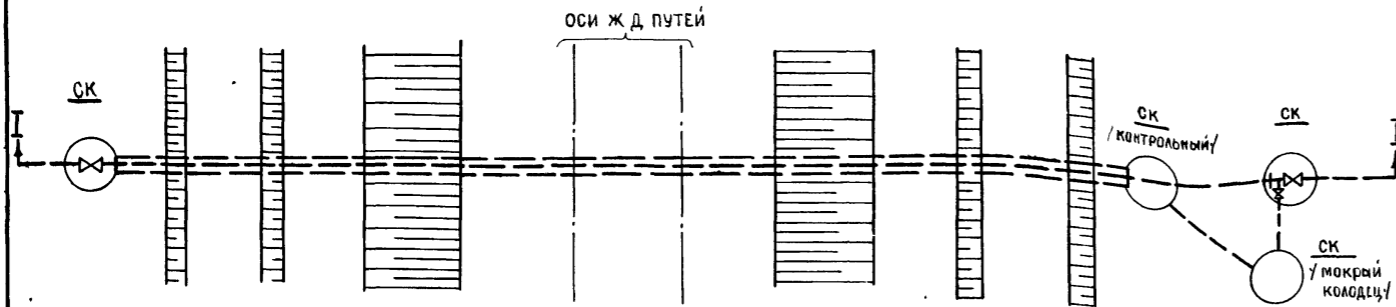 ОСИ Ж Д ПУТЕЙ
СК
I
СК
/контрольный/
СК
I
СК
/мокрый
колодец/